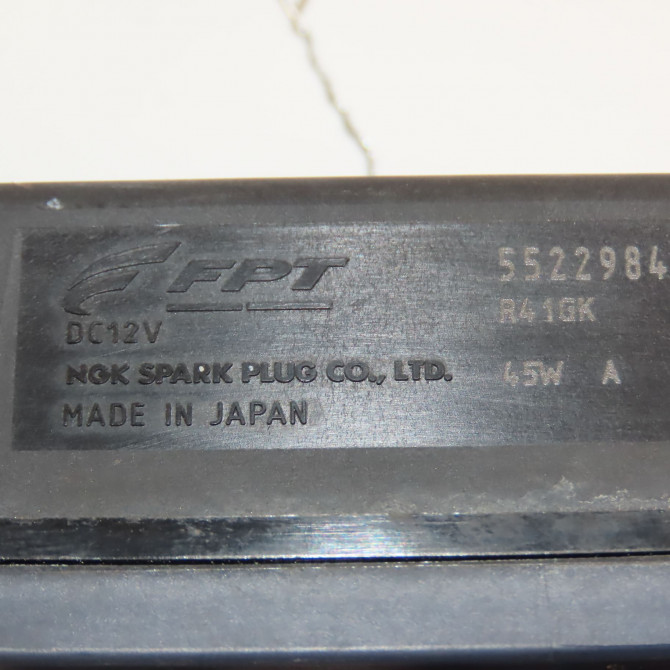 FPT 5522984
DC12V R41GK
NGK SPARK PLUG CO., LTD. 45W A
MADE IN JAPAN